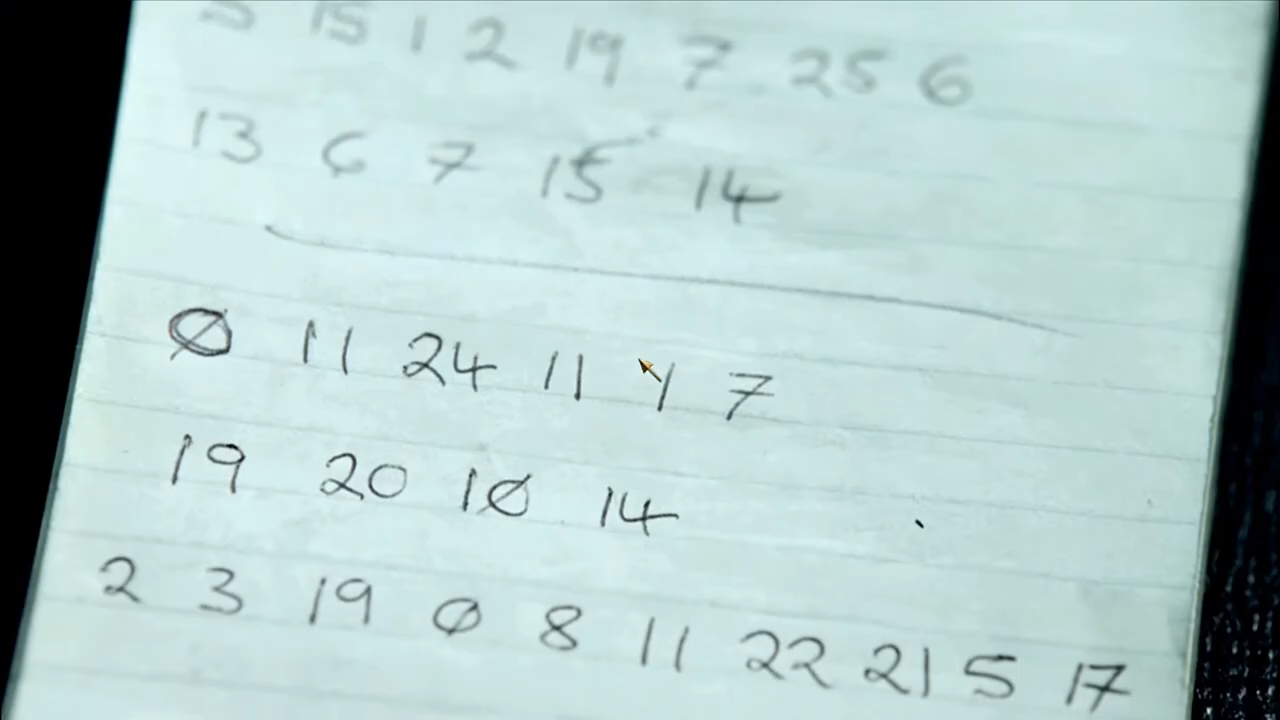 15 1 2 19 7 25 6
13 6 7 15 14
Ø 11 24 11 1 7
19 20 1Ø 14
2 3 19 Ø 8 11 22 21 5 17